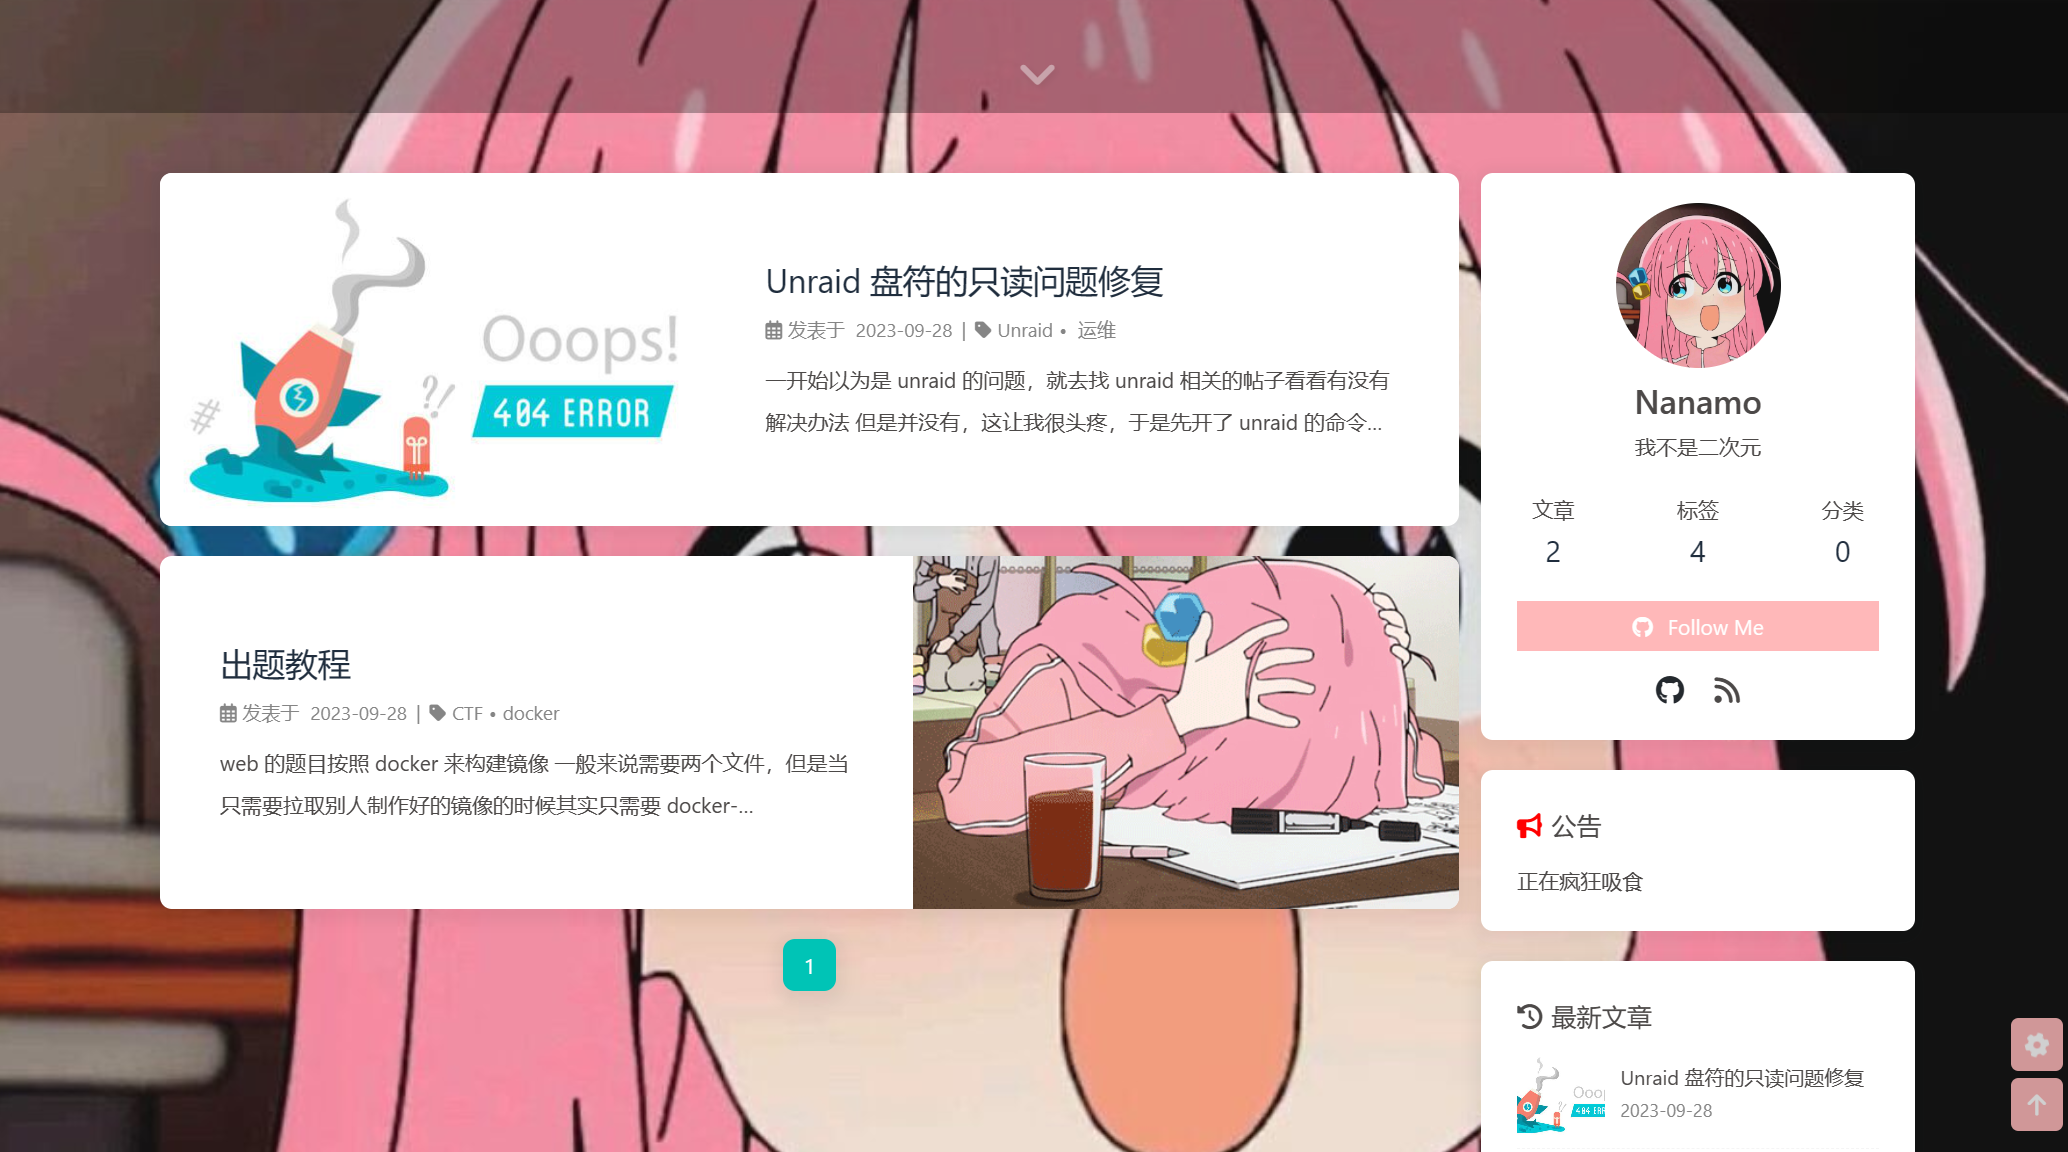 Ooops!
404 ERROR
Unraid 盘符的只读问题修复
发表于 2023-09-28 | Unraid • 运维
一开始以为是 unraid 的问题，就去找 unraid 相关的帖子看看有没有
解决办法 但是并没有，这让我很头疼，于是先开了 unraid 的命令...
出题教程
发表于 2023-09-28 | CTF • docker
web 的题目按照 docker 来构建镜像 一般来说需要两个文件，但是当
只需要拉取别人制作好的镜像的时候其实只需要 docker-...
1
Nanamo
我不是二次元
文章 标签 分类
2 4 0
Follow Me
公告
正在疯狂吸食
最新文章
Ooo
404 ER
Unraid 盘符的只读问题修复
2023-09-28